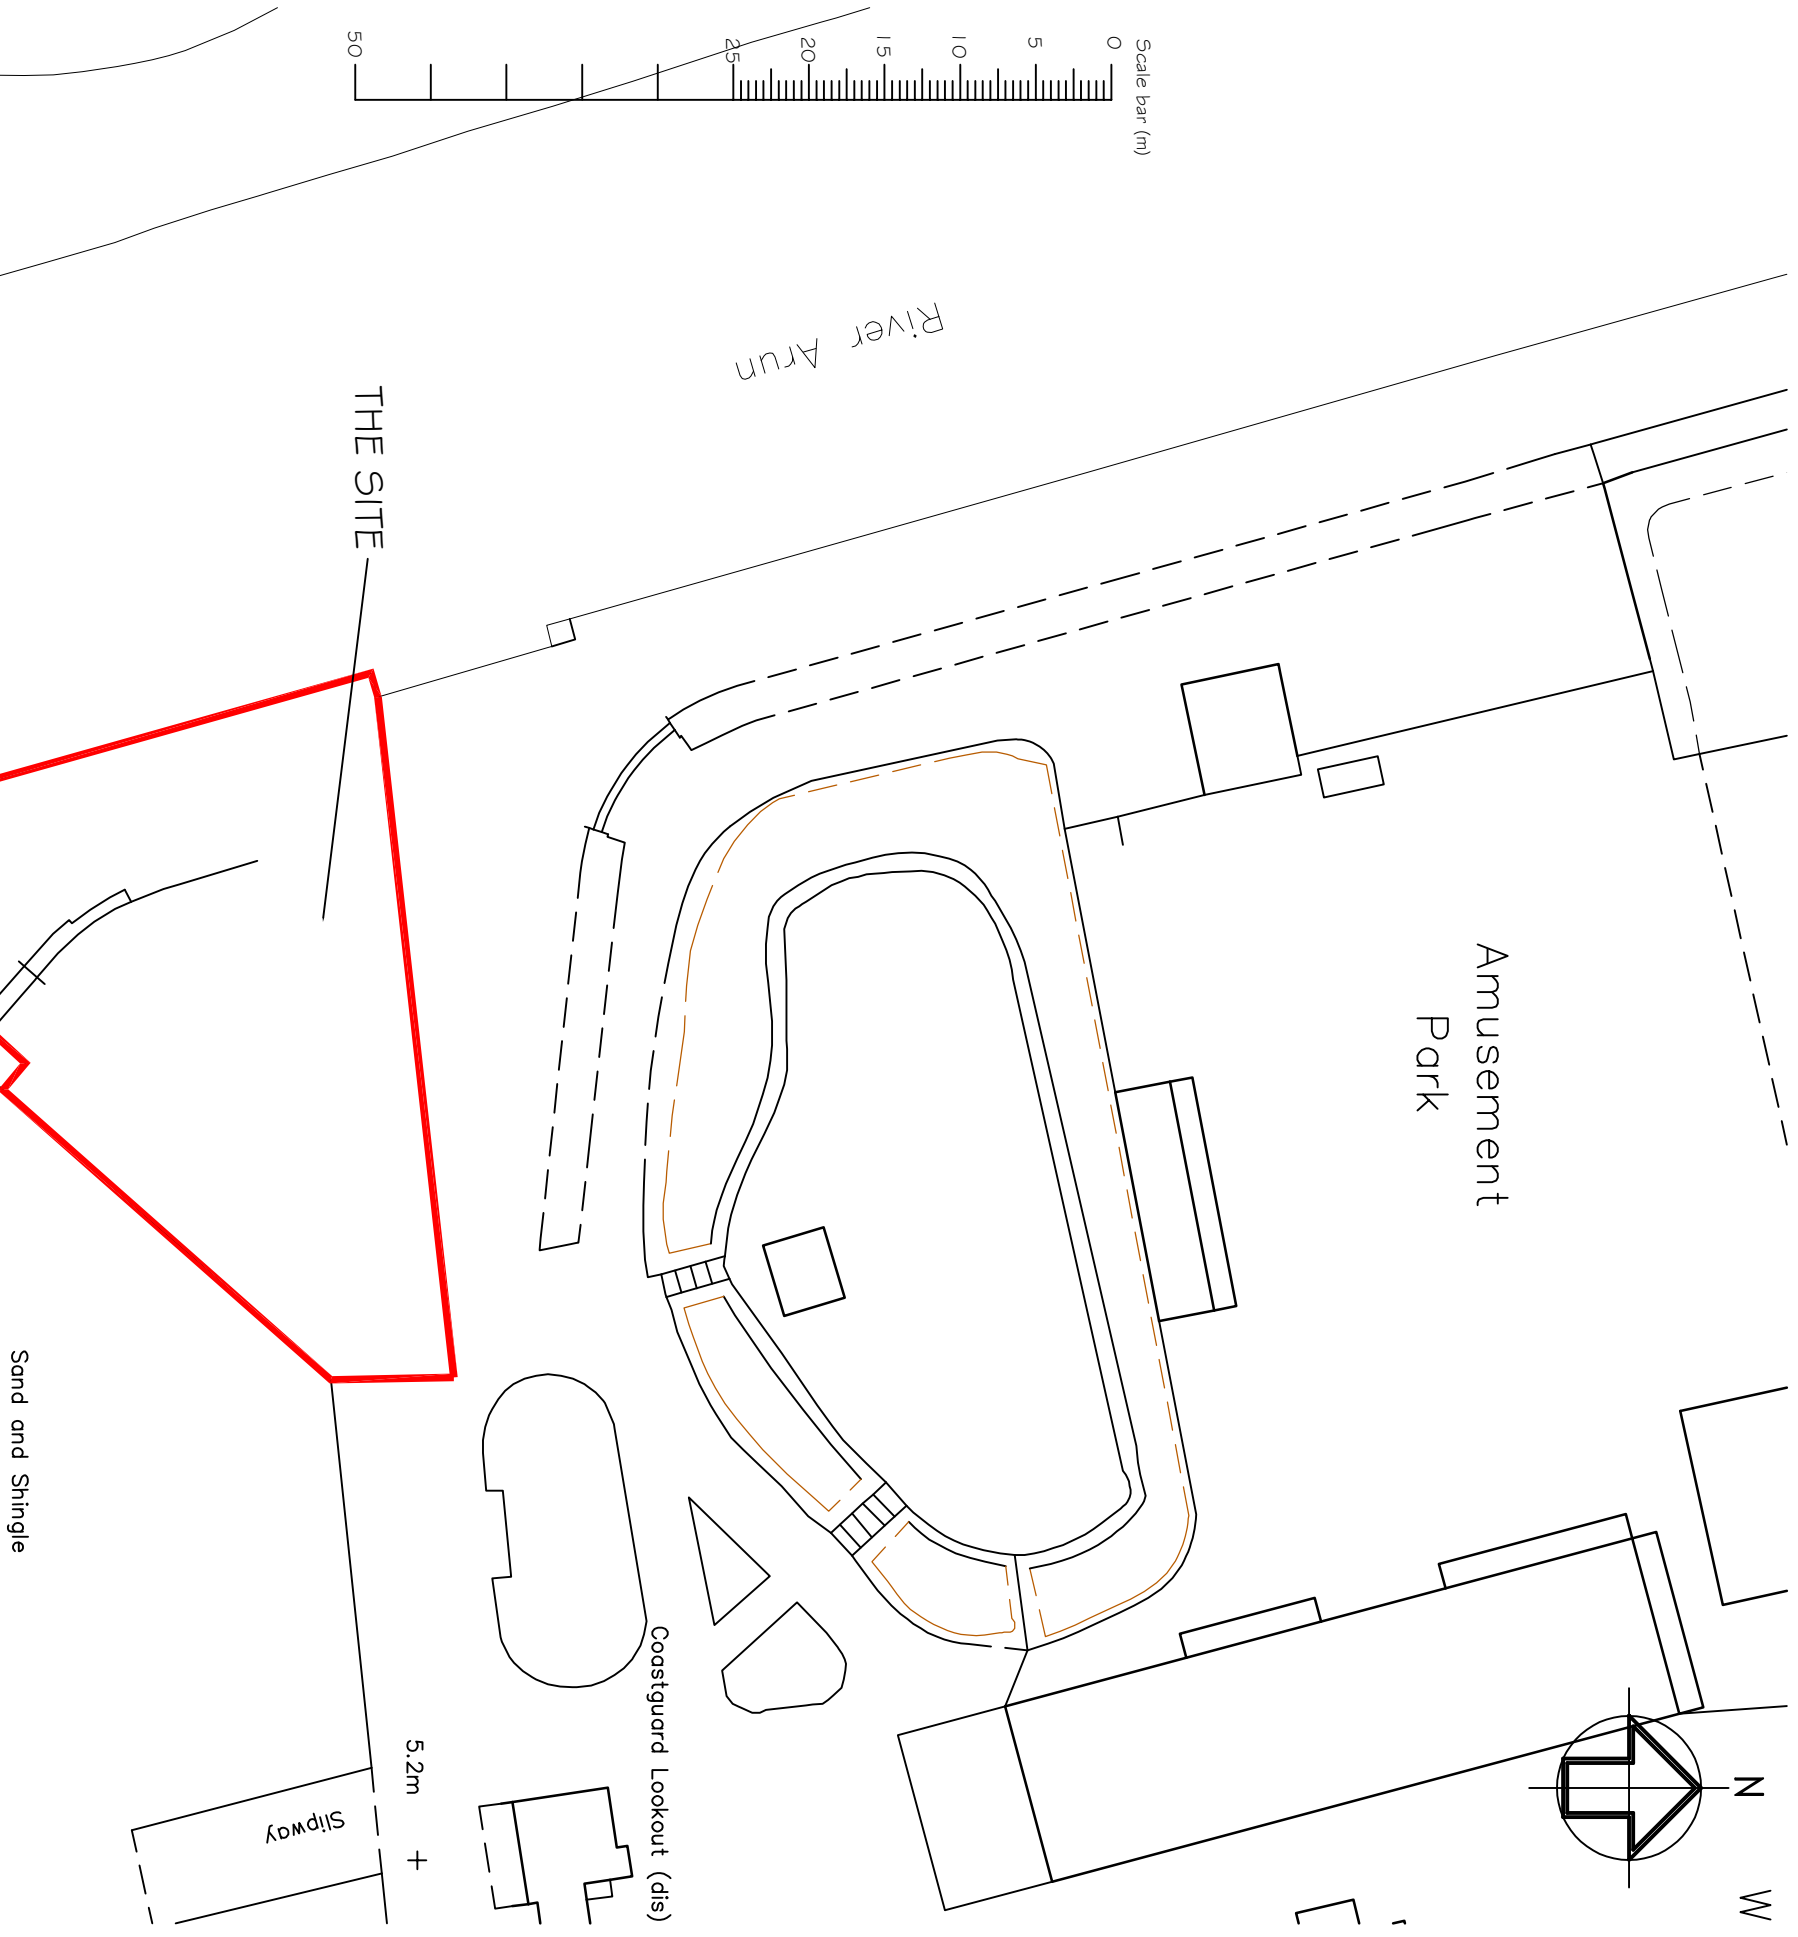 Scale bar (m)
0
5
10
15
20
25
50
River Arun
THE SITE
Amusement
Park
Sand and Shingle
Coastguard Lookout (dis)
5.2m
+
Slipway
N
W